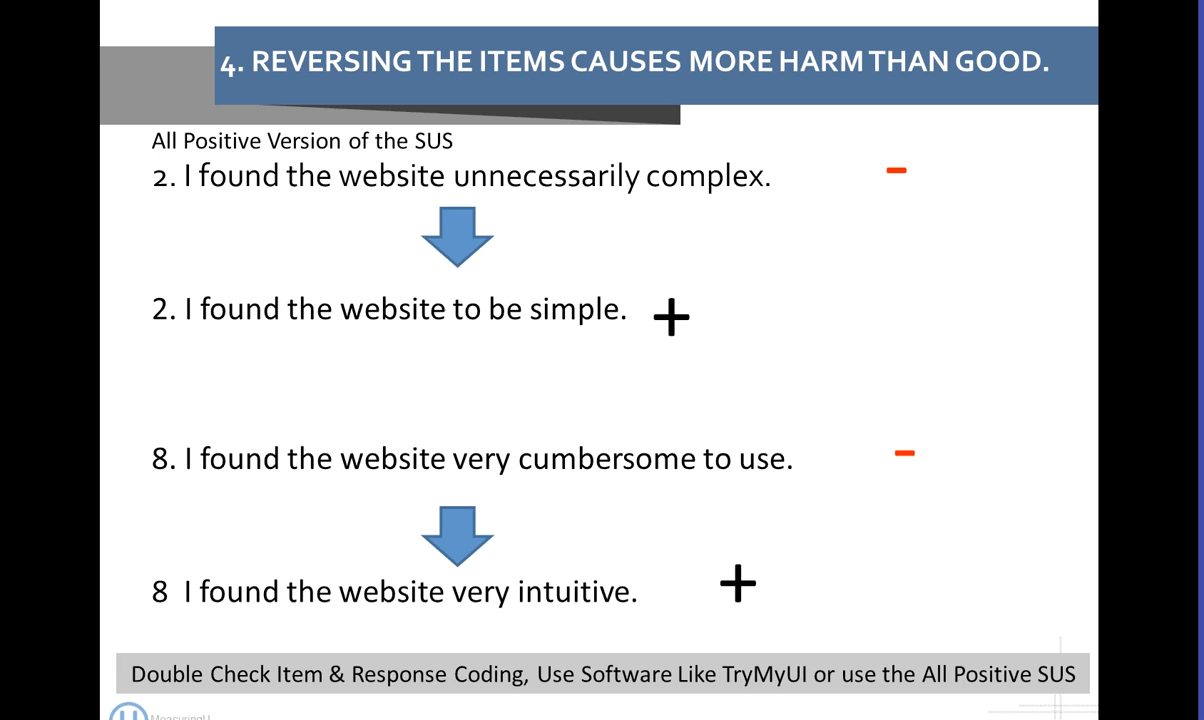 4. REVERSING THE ITEMS CAUSES MORE HARM THAN GOOD.
All Positive Version of the SUS
2. I found the website unnecessarily complex. -
2. I found the website to be simple. +
8. I found the website very cumbersome to use. -
8 I found the website very intuitive. +
Double Check Item & Response Coding, Use Software Like TryMyUI or use the All Positive SUS
MeasuringU